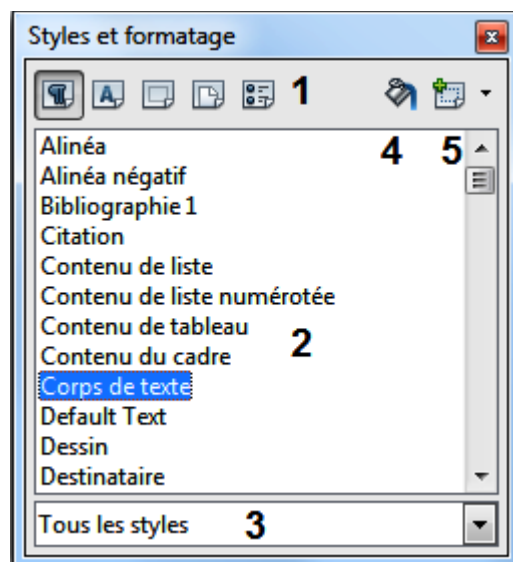 Styles et formatage
1
4 5
Alinéa
Alinéa négatif
Bibliographie 1
Citation
Contenu de liste
Contenu de liste numérotée
Contenu de tableau
2
Contenu du cadre
Corps de texte
Default Text
Dessin
Destinataire
Tous les styles 3